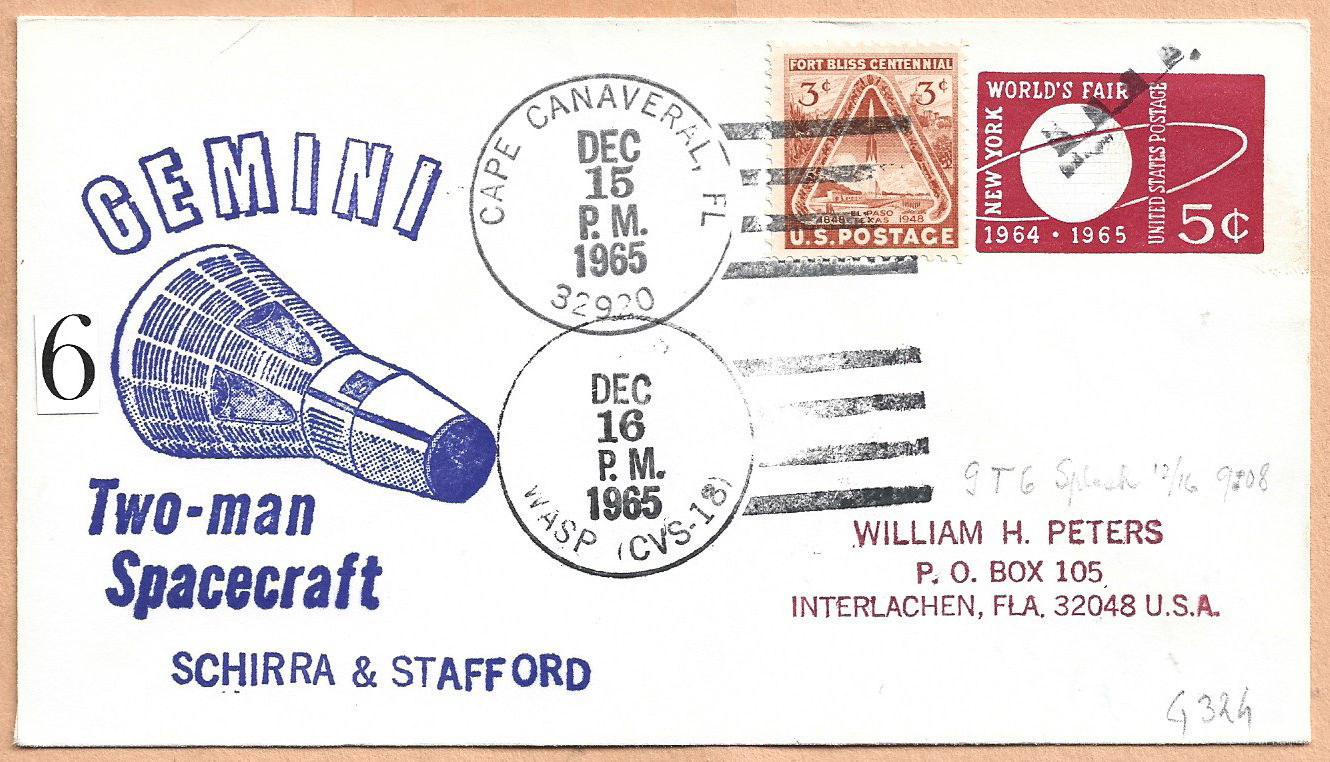 GEMINI
6
Two-man
Spacecraft
SCHIRRA & STAFFORD
CAPE CANAVERAL, FL
DEC
15
P.M.
1965
32920
DEC
16
P.M.
1965
WASP (CVS-18)
FORT BLISS CENTENNIAL
3¢ 3¢
1848 EL PASO TEXAS 1948
U.S. POSTAGE
NEW YORK
WORLD'S FAIR
1964 · 1965
UNITED STATES POSTAGE
5¢
GT6 Splash 12/16 9808
WILLIAM H. PETERS
P. O. BOX 105
INTERLACHEN, FLA. 32048 U.S.A.
G 324